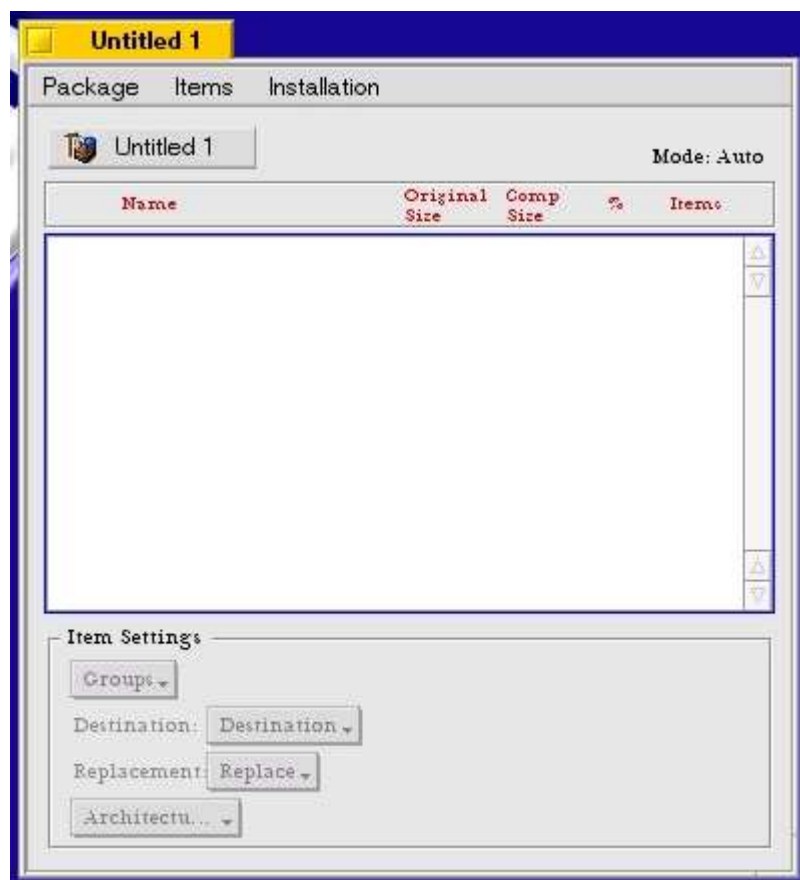 Untitled 1
Package Items Installation
Untitled 1
Mode: Auto
Name Original Size Comp Size % Items
Item Settings
Groups
Destination: Destination
Replacement: Replace
Architectu...